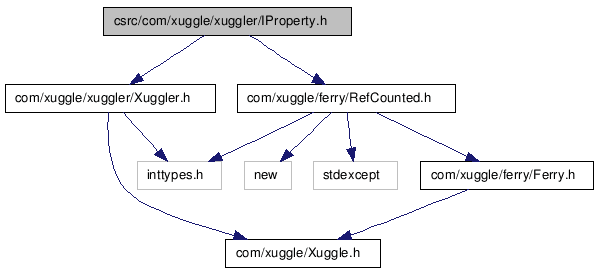 csrc/com/xuggle/xuggler/IProperty.h
com/xuggle/xuggler/Xuggler.h
com/xuggle/ferry/RefCounted.h
inttypes.h
new
stdexcept
com/xuggle/ferry/Ferry.h
com/xuggle/Xuggle.h